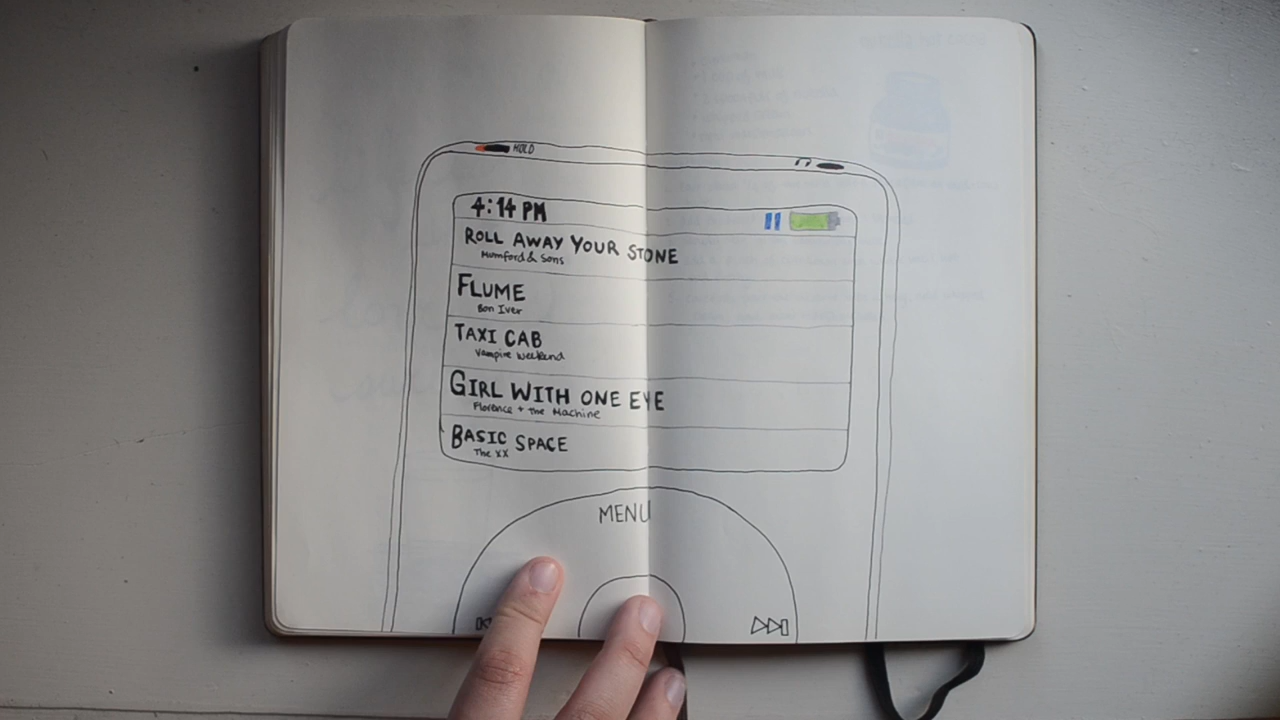 HOLD
4:14 PM
ROLL AWAY YOUR STONE
Mumford & Sons
FLUME
Bon Iver
TAXI CAB
Vampire Weekend
GIRL WITH ONE EYE
Florence + the Machine
BASIC SPACE
The XX
MENU